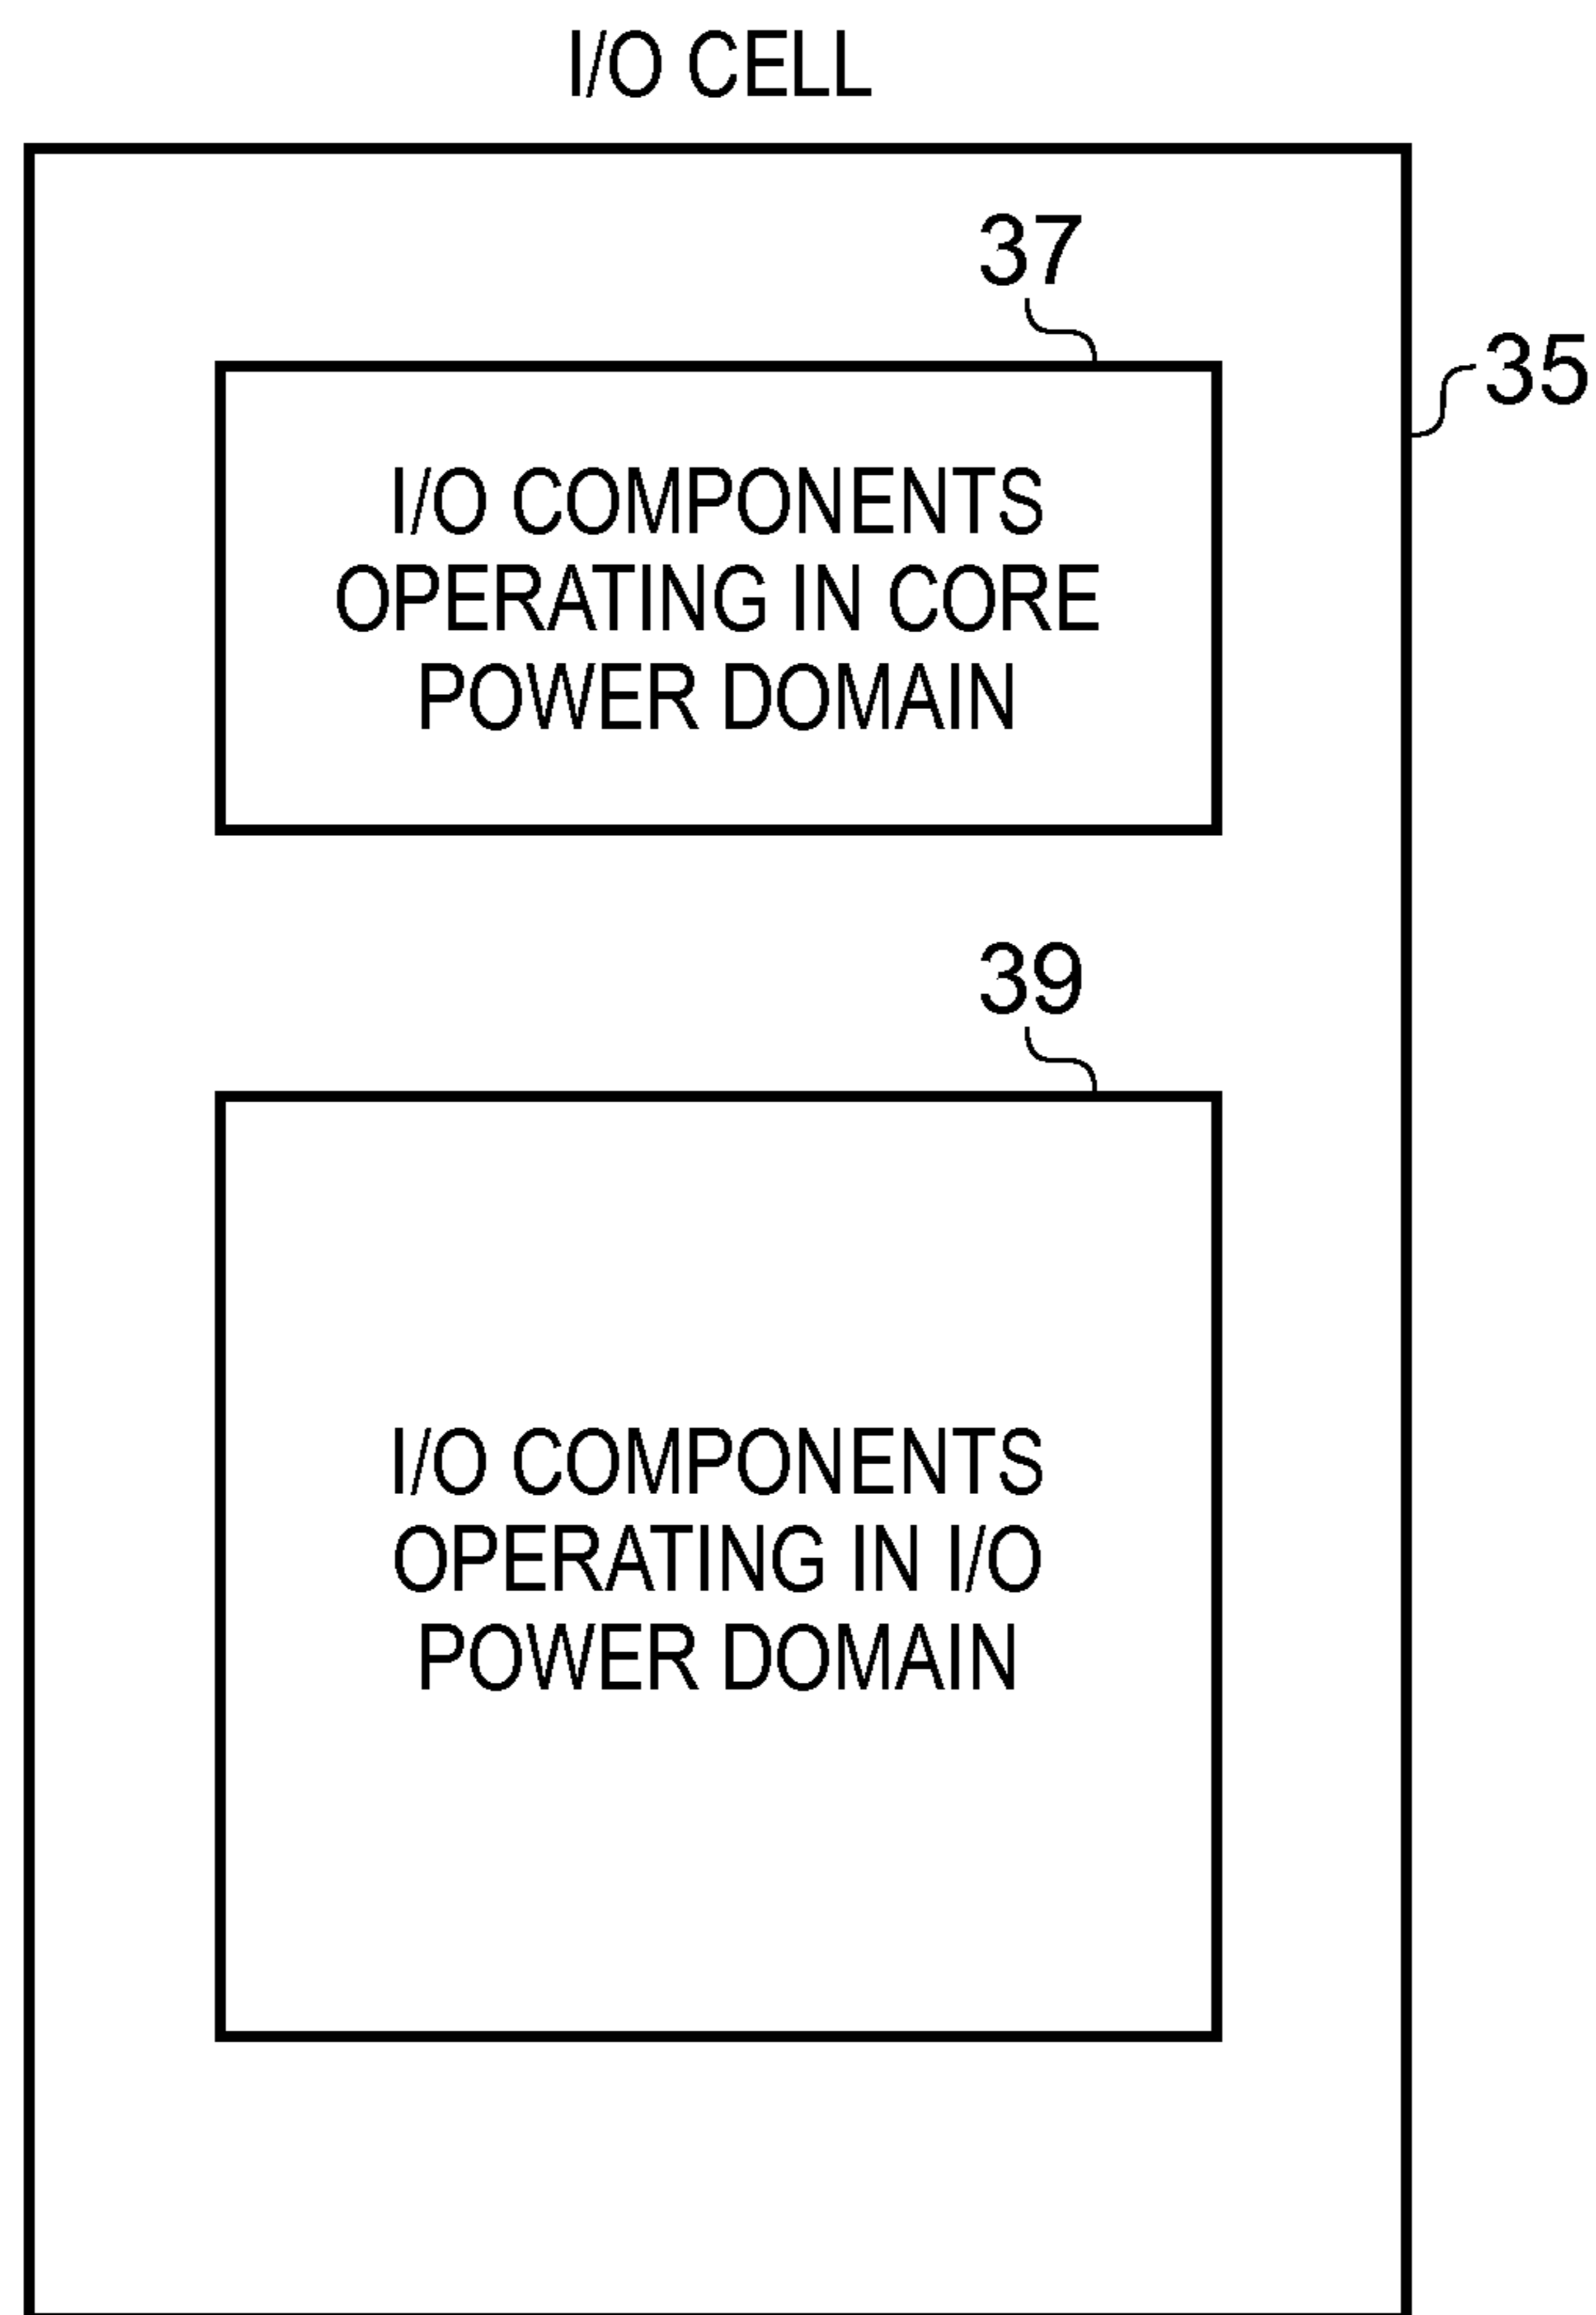 I/O CELL
37
35
I/O COMPONENTS
OPERATING IN CORE
POWER DOMAIN
39
I/O COMPONENTS
OPERATING IN I/O
POWER DOMAIN